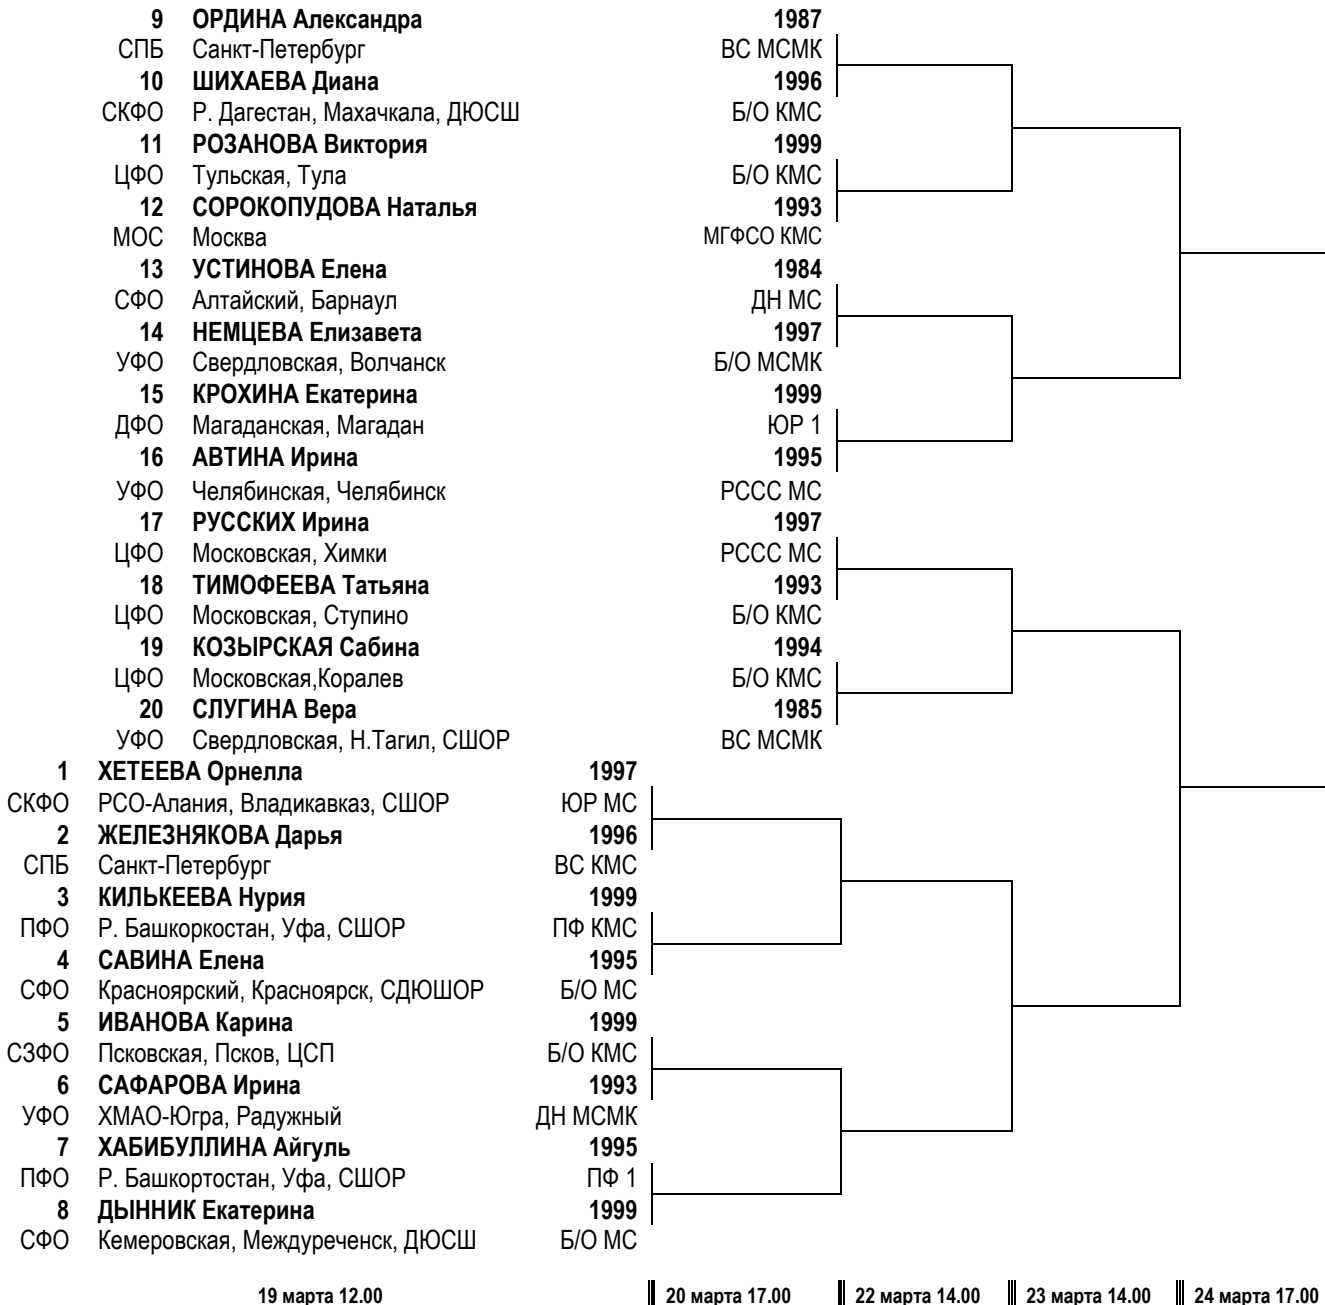 9 ОРДИНА Александра 1987
СПБ Санкт-Петербург ВС МСМК
10 ШИХАЕВА Диана 1996
СКФО Р. Дагестан, Махачкала, ДЮСШ Б/О КМС
11 РОЗАНОВА Виктория 1999
ЦФО Тульская, Тула Б/О КМС
12 СОРОКОПУДОВА Наталья 1993
МОС Москва МГФСО КМС
13 УСТИНОВА Елена 1984
СФО Алтайский, Барнаул ДН МС
14 НЕМЦЕВА Елизавета 1997
УФО Свердловская, Волчанск Б/О МСМК
15 КРОХИНА Екатерина 1999
ДФО Магаданская, Магадан ЮР 1
16 АВТИНА Ирина 1995
УФО Челябинская, Челябинск РССС МС
17 РУССКИХ Ирина 1997
ЦФО Московская, Химки РССС МС
18 ТИМОФЕЕВА Татьяна 1993
ЦФО Московская, Ступино Б/О КМС
19 КОЗЫРСКАЯ Сабина 1994
ЦФО Московская,Коралев Б/О КМС
20 СЛУГИНА Вера 1985
УФО Свердловская, Н.Тагил, СШОР ВС МСМК
1 ХЕТЕЕВА Орнелла 1997
СКФО РСО-Алания, Владикавказ, СШОР ЮР МС
2 ЖЕЛЕЗНЯКОВА Дарья 1996
СПБ Санкт-Петербург ВС КМС
3 КИЛЬКЕЕВА Нурия 1999
ПФО Р. Башкоркостан, Уфа, СШОР ПФ КМС
4 САВИНА Елена 1995
СФО Красноярский, Красноярск, СДЮШОР Б/О МС
5 ИВАНОВА Карина 1999
СЗФО Псковская, Псков, ЦСП Б/О КМС
6 САФАРОВА Ирина 1993
УФО ХМАО-Югра, Радужный ДН МСМК
7 ХАБИБУЛЛИНА Айгуль 1995
ПФО Р. Башкортостан, Уфа, СШОР ПФ 1
8 ДЫННИК Екатерина 1999
СФО Кемеровская, Междуреченск, ДЮСШ Б/О МС
19 марта 12.00 20 марта 17.00 22 марта 14.00 23 марта 14.00 24 марта 17.00